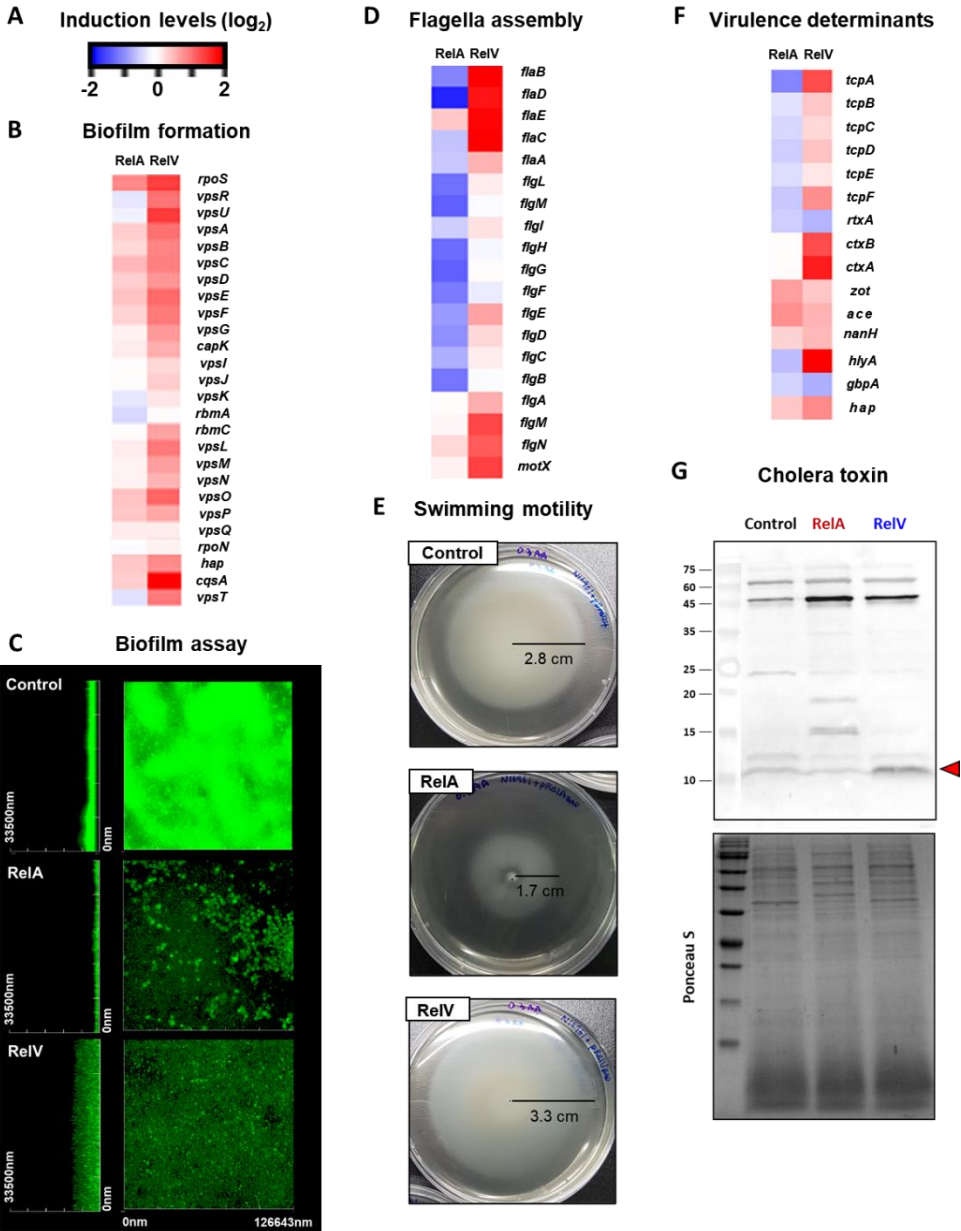 A
Induction levels (log2)
-2 0 2
B
Biofilm formation
RelA RelV
rpoS
vpsR
vpsU
vpsA
vpsB
vpsC
vpsD
vpsE
vpsF
vpsG
capK
vpsI
vpsJ
vpsK
rbmA
rbmC
vpsL
vpsM
vpsN
vpsO
vpsP
vpsQ
rpoN
hap
cqsA
vpsT
C
Biofilm assay
Control
33500nm
0nm
RelA
33500nm
0nm
RelV
33500nm
0nm
0nm 126643nm
D
Flagella assembly
RelA RelV
flaB
flaD
flaE
flaC
flaA
flgL
flgM
flgI
flgH
flgG
flgF
flgE
flgD
flgC
flgB
flgA
flgM
flgN
motX
E
Swimming motility
Control
0.3AA
2.8 cm
RelA
1.7 cm
RelV
0.3AA
3.3 cm
F
Virulence determinants
RelA RelV
tcpA
tcpB
tcpC
tcpD
tcpE
tcpF
rtxA
ctxB
ctxA
zot
ace
nanH
hlyA
gbpA
hap
G
Cholera toxin
Control RelA RelV
75
60
45
35
25
20
15
10
Ponceau S